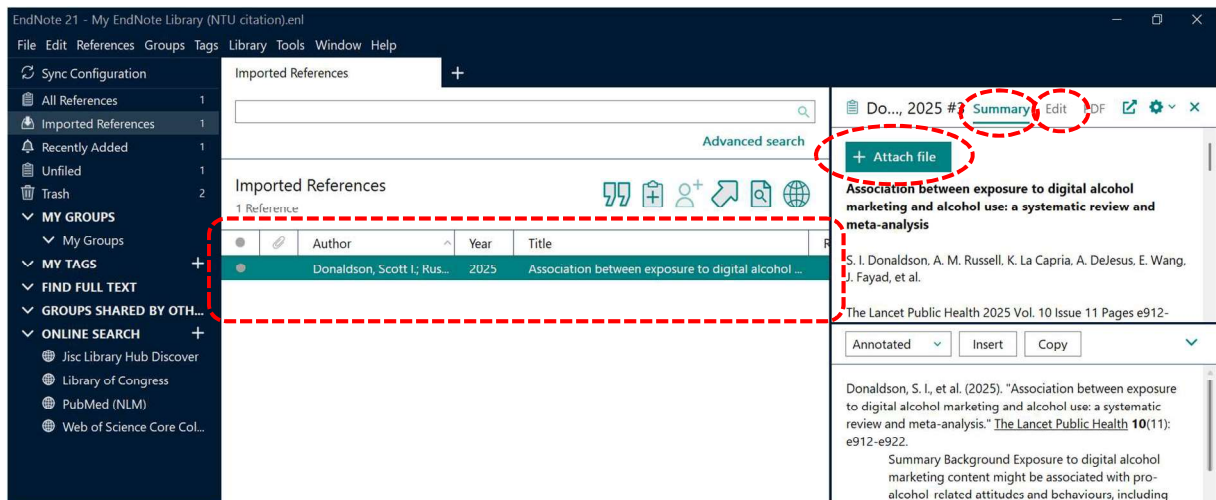 EndNote 21 - My EndNote Library (NTU citation).enl
File Edit References Groups Tags Library Tools Window Help
Sync Configuration
All References 1
Imported References 1
Recently Added 1
Unfiled 1
Trash 2
MY GROUPS
My Groups
MY TAGS +
FIND FULL TEXT
GROUPS SHARED BY OTH...
ONLINE SEARCH +
Jisc Library Hub Discover
Library of Congress
PubMed (NLM)
Web of Science Core Col...
Imported References +
Advanced search
Imported References
1 Reference
Author Year Title R
Donaldson, Scott I.; Rus... 2025 Association between exposure to digital alcohol ...
Do..., 2025 #3 Summary Edit PDF
+ Attach file
Association between exposure to digital alcohol
marketing and alcohol use: a systematic review and
meta-analysis
S. I. Donaldson, A. M. Russell, K. La Capria, A. DeJesus, E. Wang,
J. Fayad, et al.
The Lancet Public Health 2025 Vol. 10 Issue 11 Pages e912-
Annotated Insert Copy
Donaldson, S. I., et al. (2025). "Association between exposure
to digital alcohol marketing and alcohol use: a systematic
review and meta-analysis." The Lancet Public Health 10(11):
e912-e922.
Summary Background Exposure to digital alcohol
marketing content might be associated with pro-
alcohol-related attitudes and behaviours, including